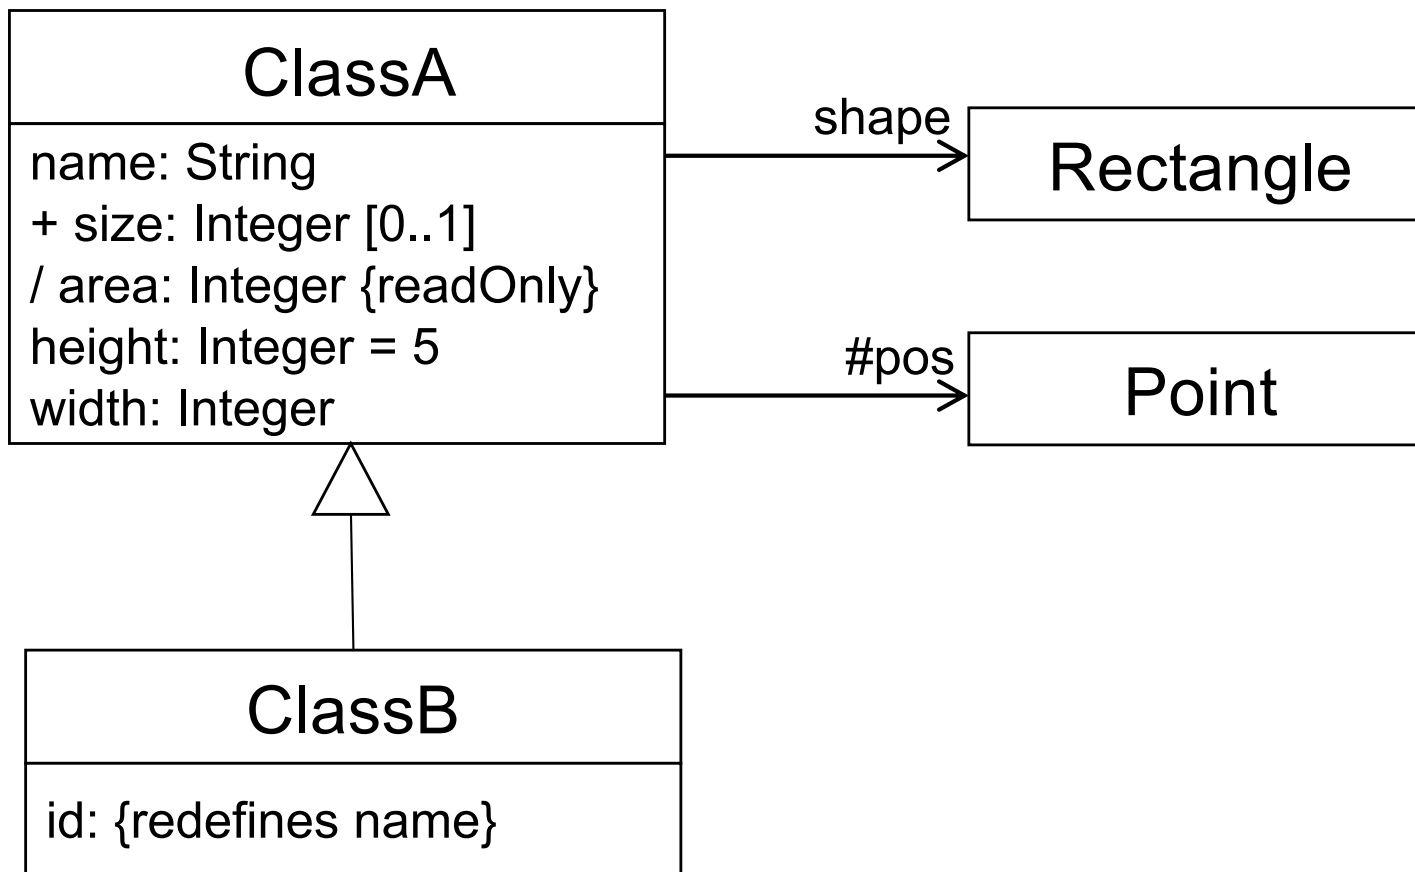 ClassA
name: String
+ size: Integer [0..1]
/ area: Integer {readOnly}
height: Integer = 5
width: Integer
shape
Rectangle
#pos
Point
ClassB
id: {redefines name}